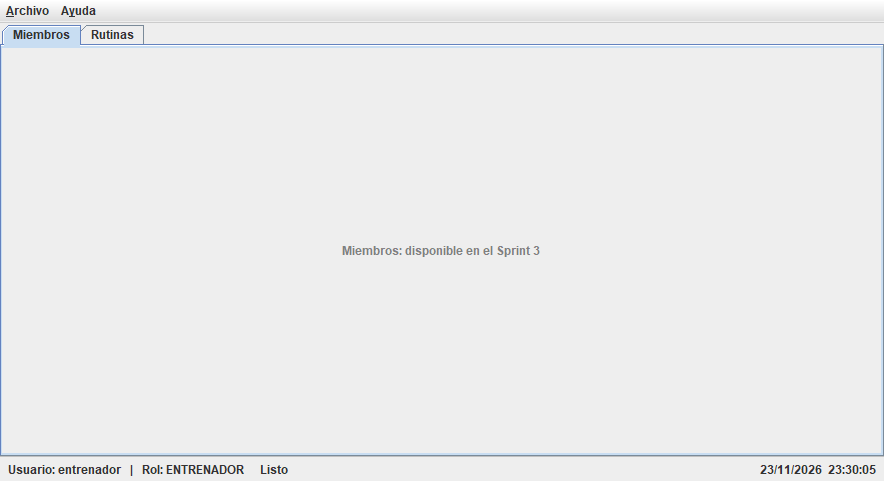 Archivo Ayuda
Miembros Rutinas
Miembros: disponible en el Sprint 3
Usuario: entrenador | Rol: ENTRENADOR Listo 23/11/2026 23:30:05